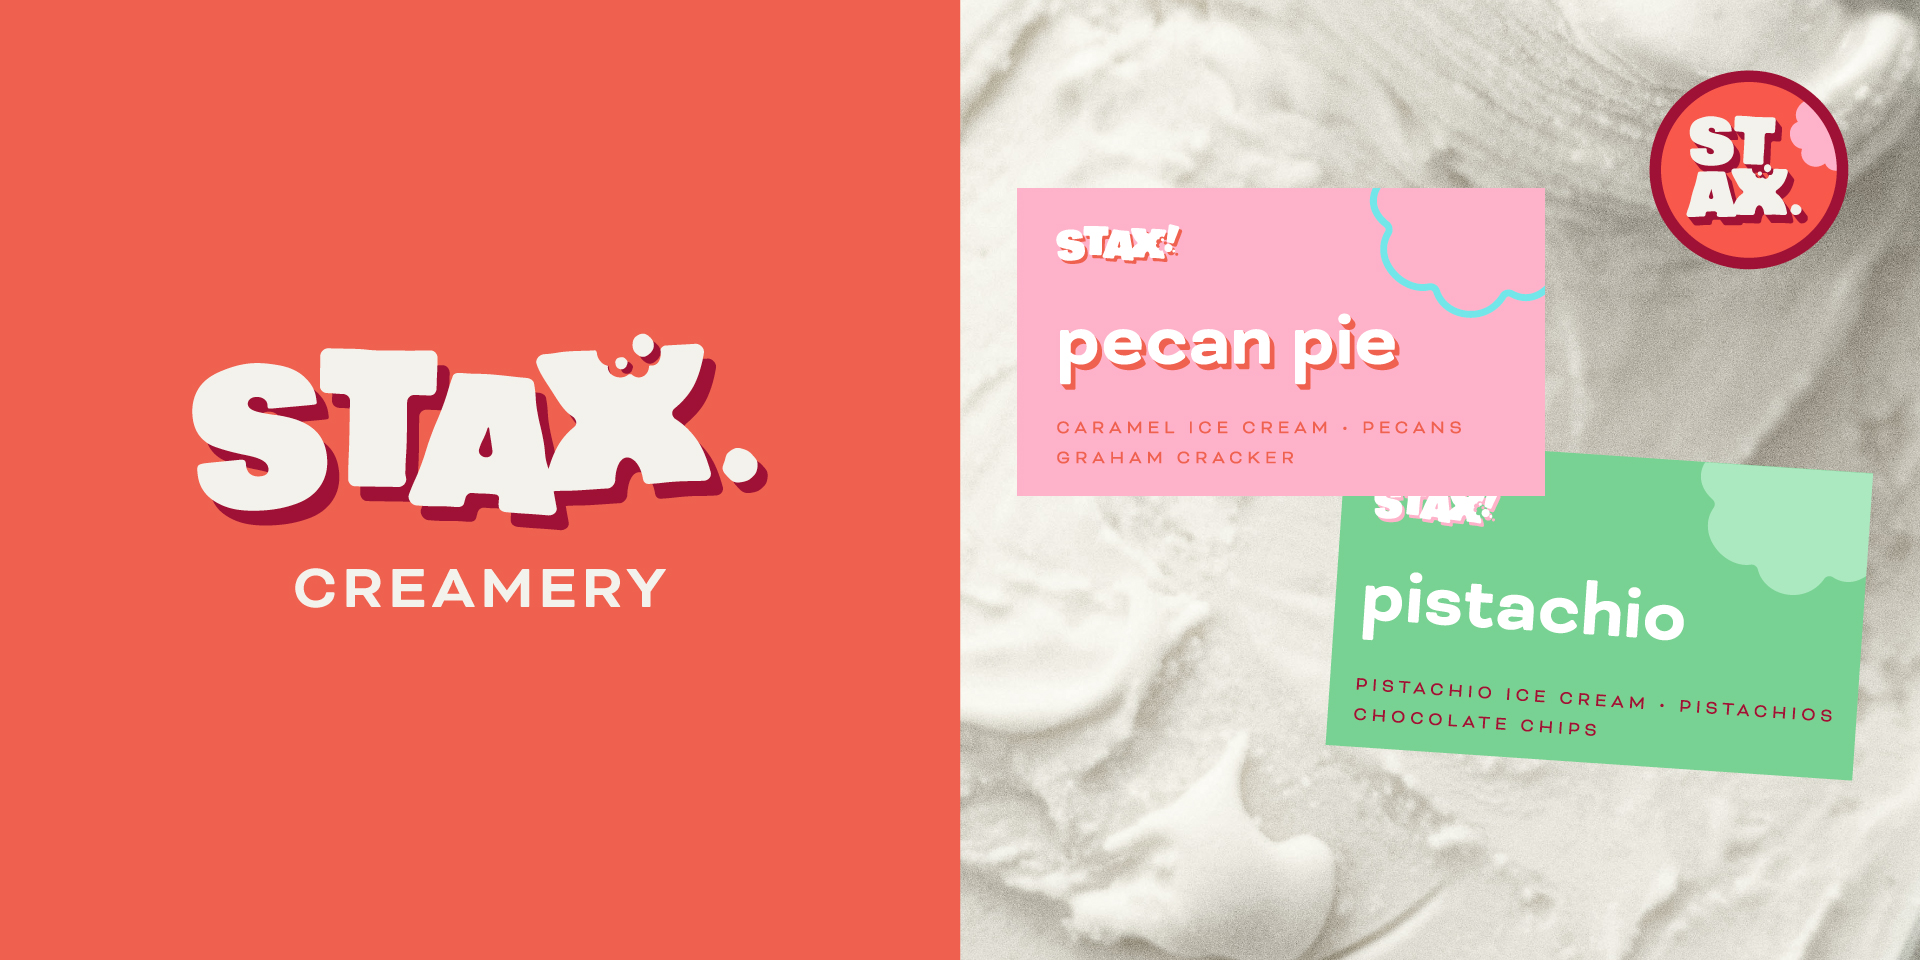 STAX.
CREAMERY
ST
AX.
STAX!
pecan pie
CARAMEL ICE CREAM · PECANS
GRAHAM CRACKER
STAX!
pistachio
PISTACHIO ICE CREAM · PISTACHIOS
CHOCOLATE CHIPS